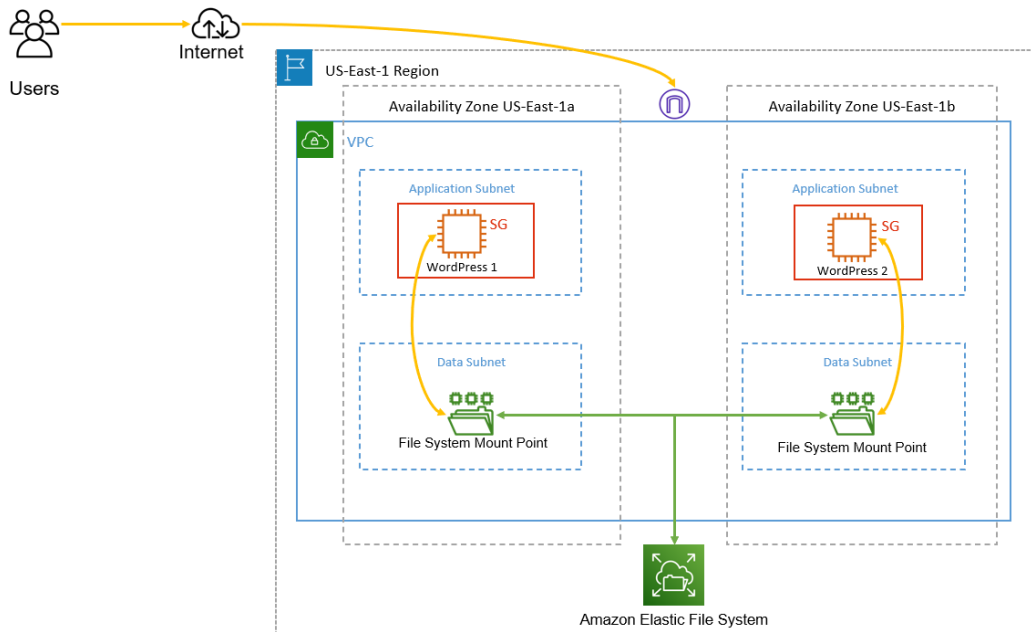 Users
Internet
US-East-1 Region
Availability Zone US-East-1a
Availability Zone US-East-1b
VPC
Application Subnet
SG
WordPress 1
Application Subnet
SG
WordPress 2
Data Subnet
File System Mount Point
Data Subnet
File System Mount Point
Amazon Elastic File System